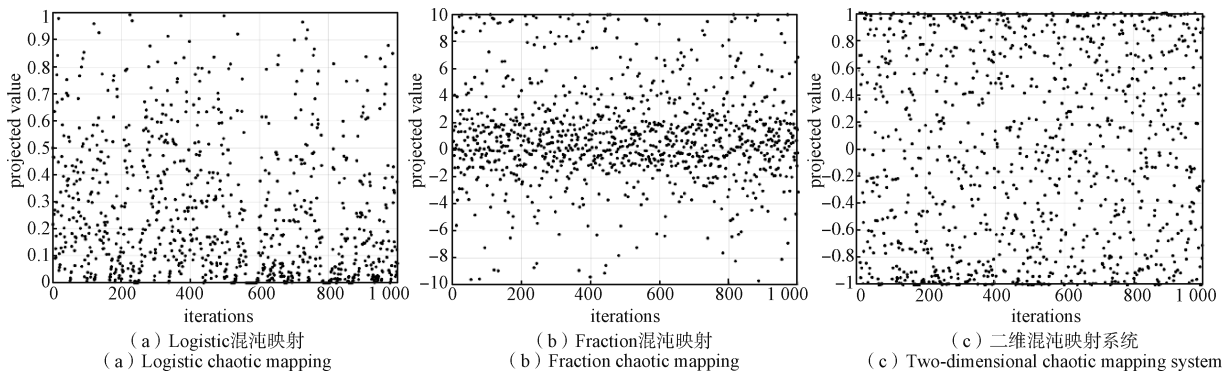 1
0.9
0.8
0.7
0.6
0.5
0.4
0.3
0.2
0.1
0
projected value
0 200 400 600 800 1 000
iterations
（a）Logistic混沌映射
（a）Logistic chaotic mapping
10
8
6
4
2
0
−2
−4
−6
−8
−10
projected value
0 200 400 600 800 1 000
iterations
（b）Fraction混沌映射
（b）Fraction chaotic mapping
1
0.8
0.6
0.4
0.2
0
−0.2
−0.4
−0.6
−0.8
−1
projected value
0 200 400 600 800 1 000
iterations
（c）二维混沌映射系统
（c）Two-dimensional chaotic mapping system